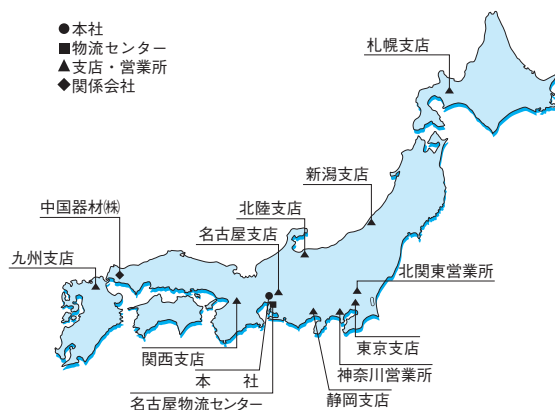 ●本社
■物流センター
▲支店・営業所
◆関係会社
札幌支店
新潟支店
北陸支店
中国器材㈱
名古屋支店
九州支店
北関東営業所
関西支店
東京支店
本　社
神奈川営業所
名古屋物流センター
静岡支店